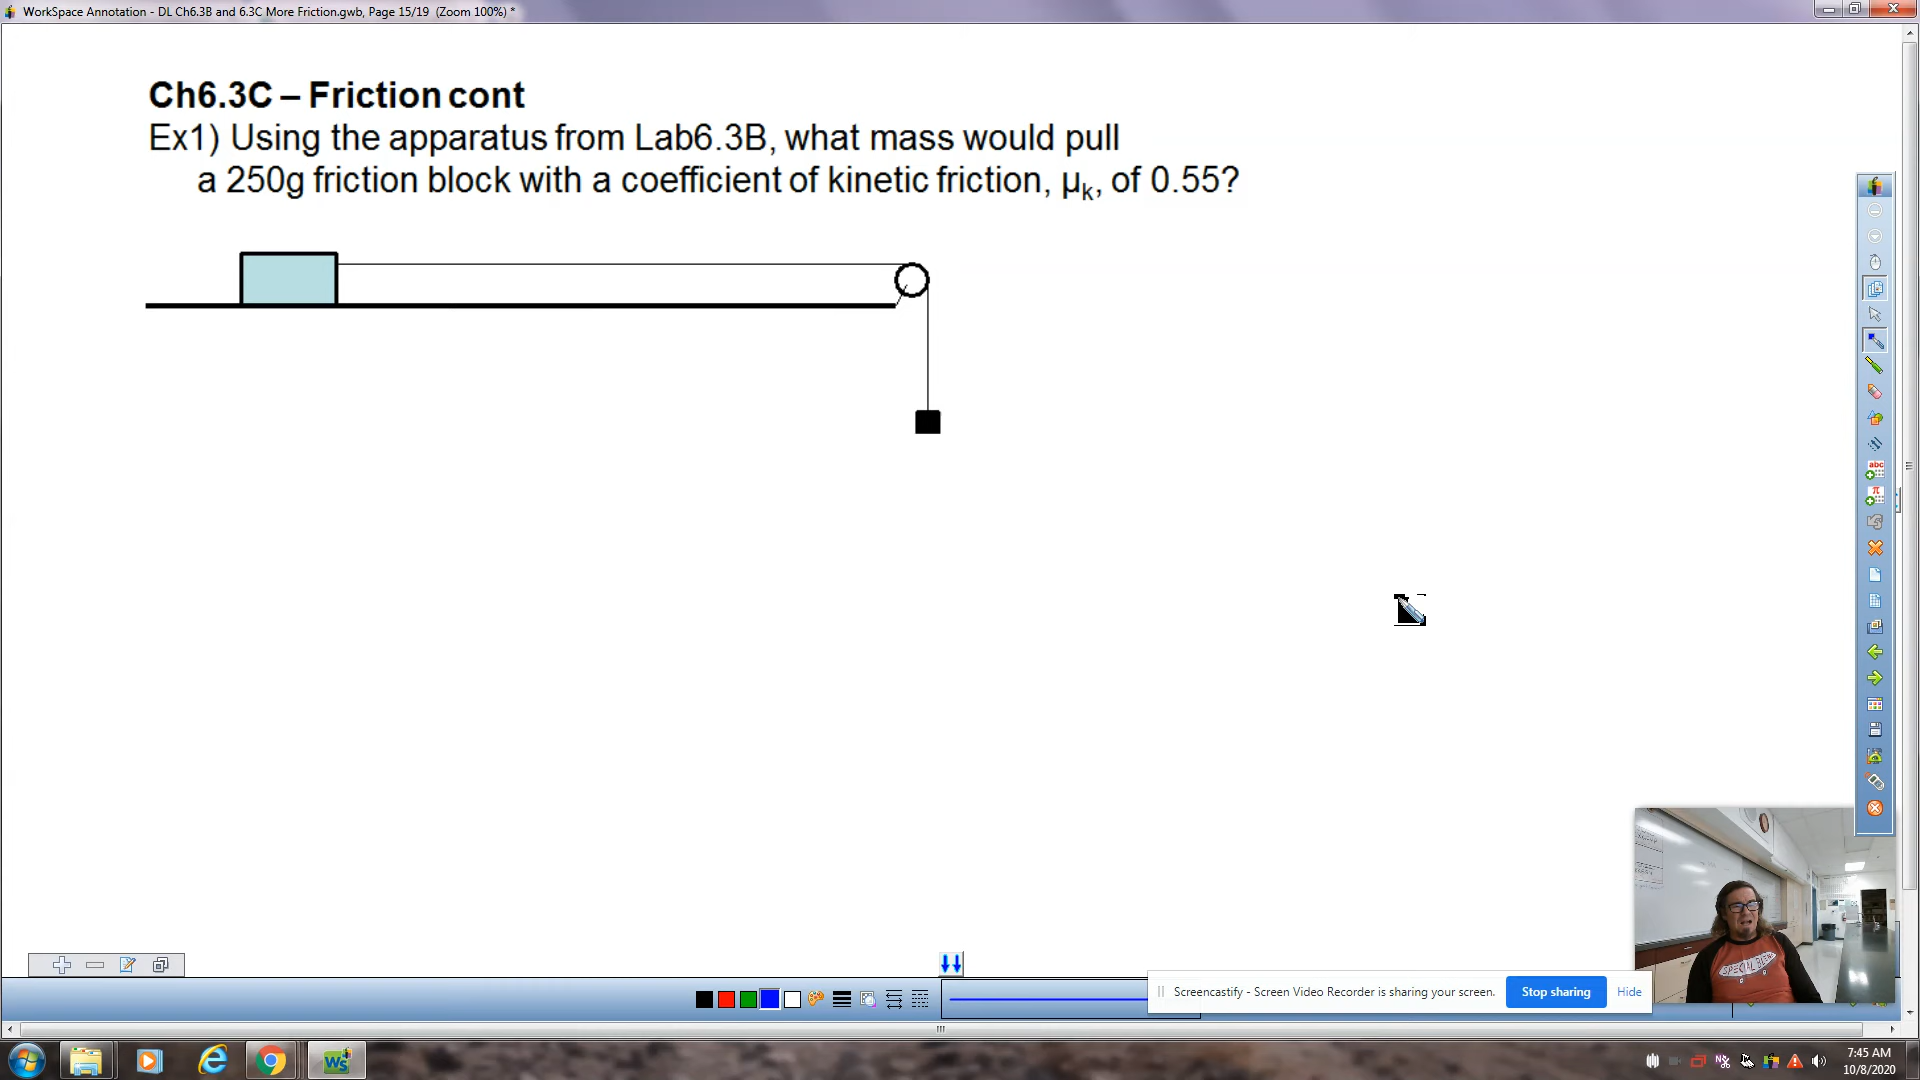 WorkSpace Annotation - DL Ch6.3B and 6.3C More Friction.gwb, Page 15/19 (Zoom 100%) *
Ch6.3C – Friction cont
Ex1) Using the apparatus from Lab6.3B, what mass would pull
a 250g friction block with a coefficient of kinetic friction, μk, of 0.55?
abc
π
SPECIAL
Screencastify - Screen Video Recorder is sharing your screen.
Stop sharing
Hide
WS
7:45 AM
10/8/2020